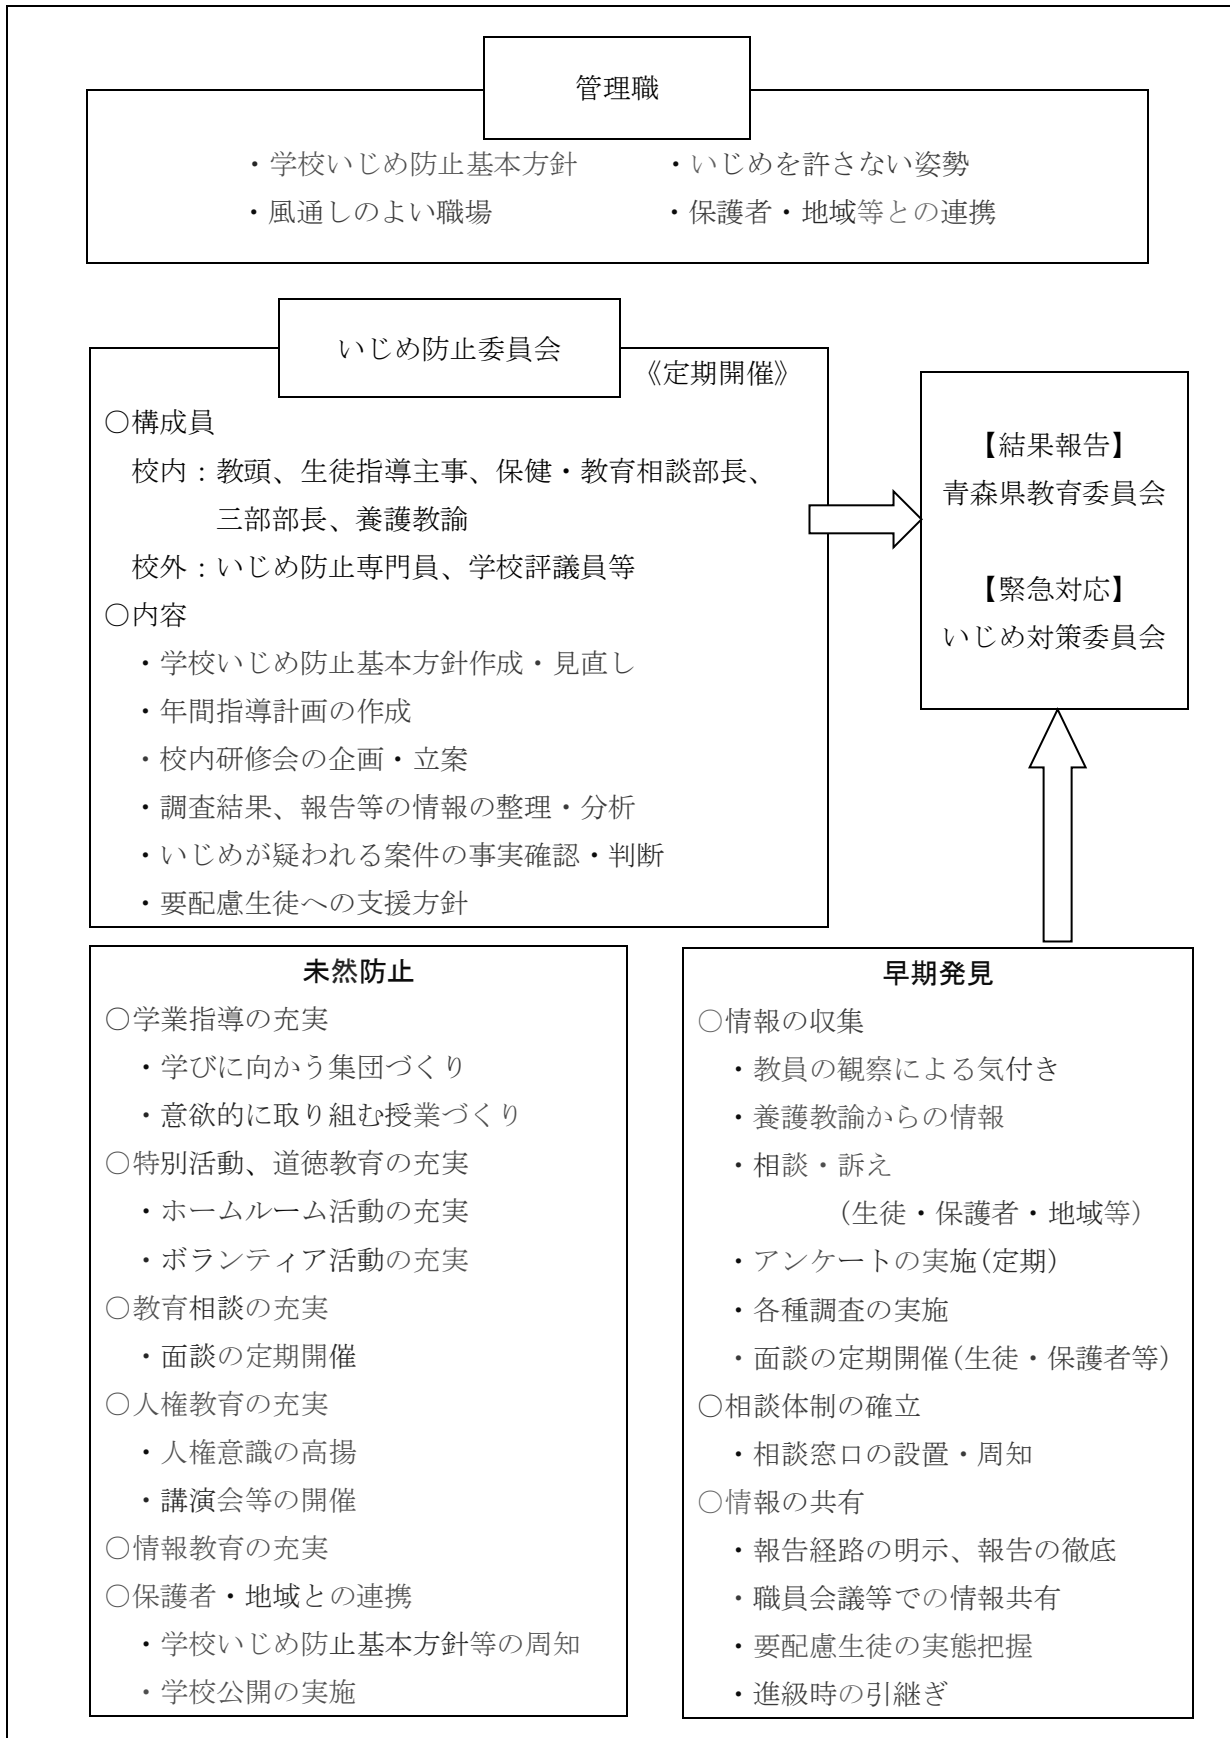 管理職
・学校いじめ防止基本方針　　　・いじめを許さない姿勢
・風通しのよい職場　　　　　　・保護者・地域等との連携
いじめ防止委員会
《定期開催》
○構成員
校内：教頭、生徒指導主事、保健・教育相談部長、
三部部長、養護教諭
校外：いじめ防止専門員、学校評議員等
○内容
・学校いじめ防止基本方針作成・見直し
・年間指導計画の作成
・校内研修会の企画・立案
・調査結果、報告等の情報の整理・分析
・いじめが疑われる案件の事実確認・判断
・要配慮生徒への支援方針
【結果報告】
青森県教育委員会
【緊急対応】
いじめ対策委員会
未然防止
○学業指導の充実
・学びに向かう集団づくり
・意欲的に取り組む授業づくり
○特別活動、道徳教育の充実
・ホームルーム活動の充実
・ボランティア活動の充実
○教育相談の充実
・面談の定期開催
○人権教育の充実
・人権意識の高揚
・講演会等の開催
○情報教育の充実
○保護者・地域との連携
・学校いじめ防止基本方針等の周知
・学校公開の実施
早期発見
○情報の収集
・教員の観察による気付き
・養護教諭からの情報
・相談・訴え
（生徒・保護者・地域等）
・アンケートの実施(定期)
・各種調査の実施
・面談の定期開催(生徒・保護者等)
○相談体制の確立
・相談窓口の設置・周知
○情報の共有
・報告経路の明示、報告の徹底
・職員会議等での情報共有
・要配慮生徒の実態把握
・進級時の引継ぎ